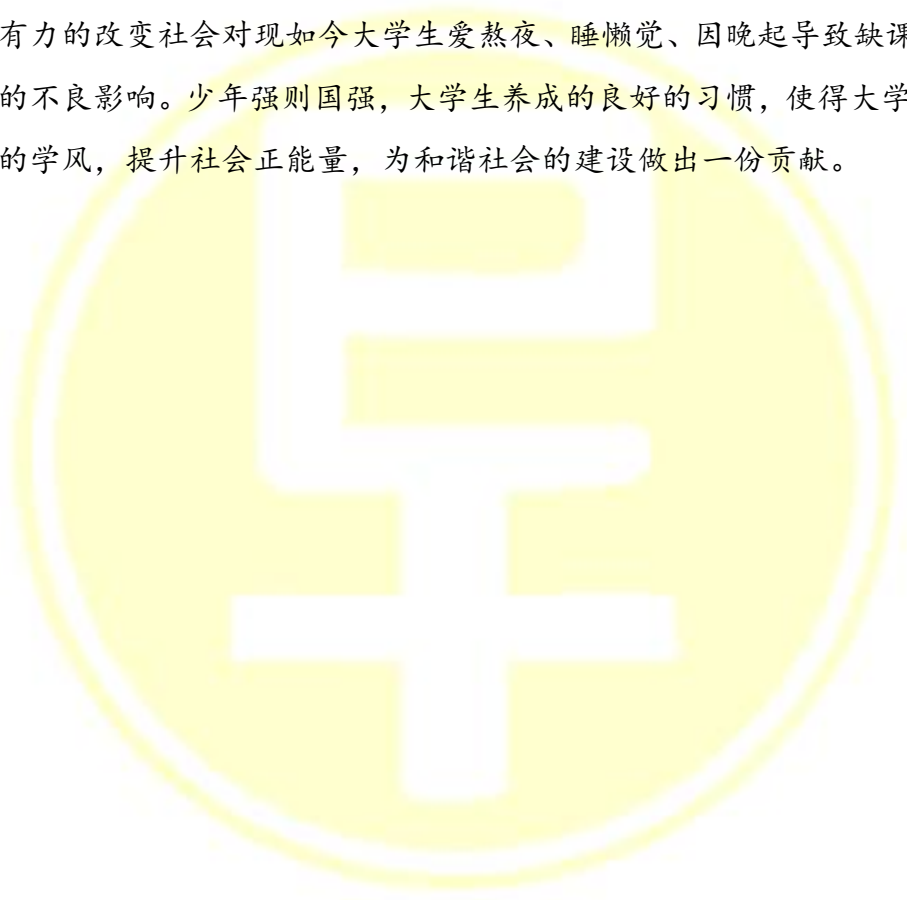 有力的改变社会对现如今大学生爱熬夜、睡懒觉、因晚起导致缺课
的不良影响。少年强则国强，大学生养成的良好的习惯，使得大学
的学风，提升社会正能量，为和谐社会的建设做出一份贡献。
早